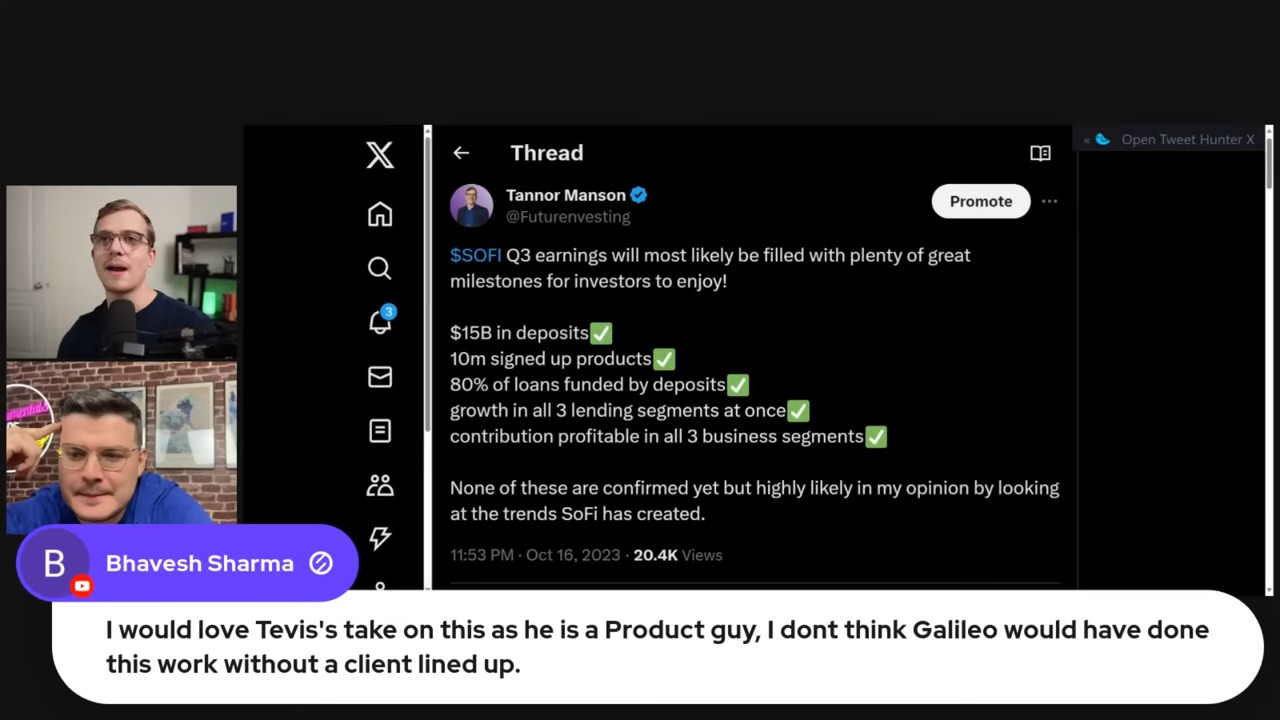 « Open Tweet Hunter X
Thread
Tannor Manson
@Futurenvesting
Promote
3
$SOFI Q3 earnings will most likely be filled with plenty of great
milestones for investors to enjoy!
$15B in deposits✅
10m signed up products✅
80% of loans funded by deposits✅
growth in all 3 lending segments at once✅
contribution profitable in all 3 business segments✅
None of these are confirmed yet but highly likely in my opinion by looking
at the trends SoFi has created.
11:53 PM · Oct 16, 2023 · 20.4K Views
B
Bhavesh Sharma
I would love Tevis's take on this as he is a Product guy, I dont think Galileo would have done
this work without a client lined up.